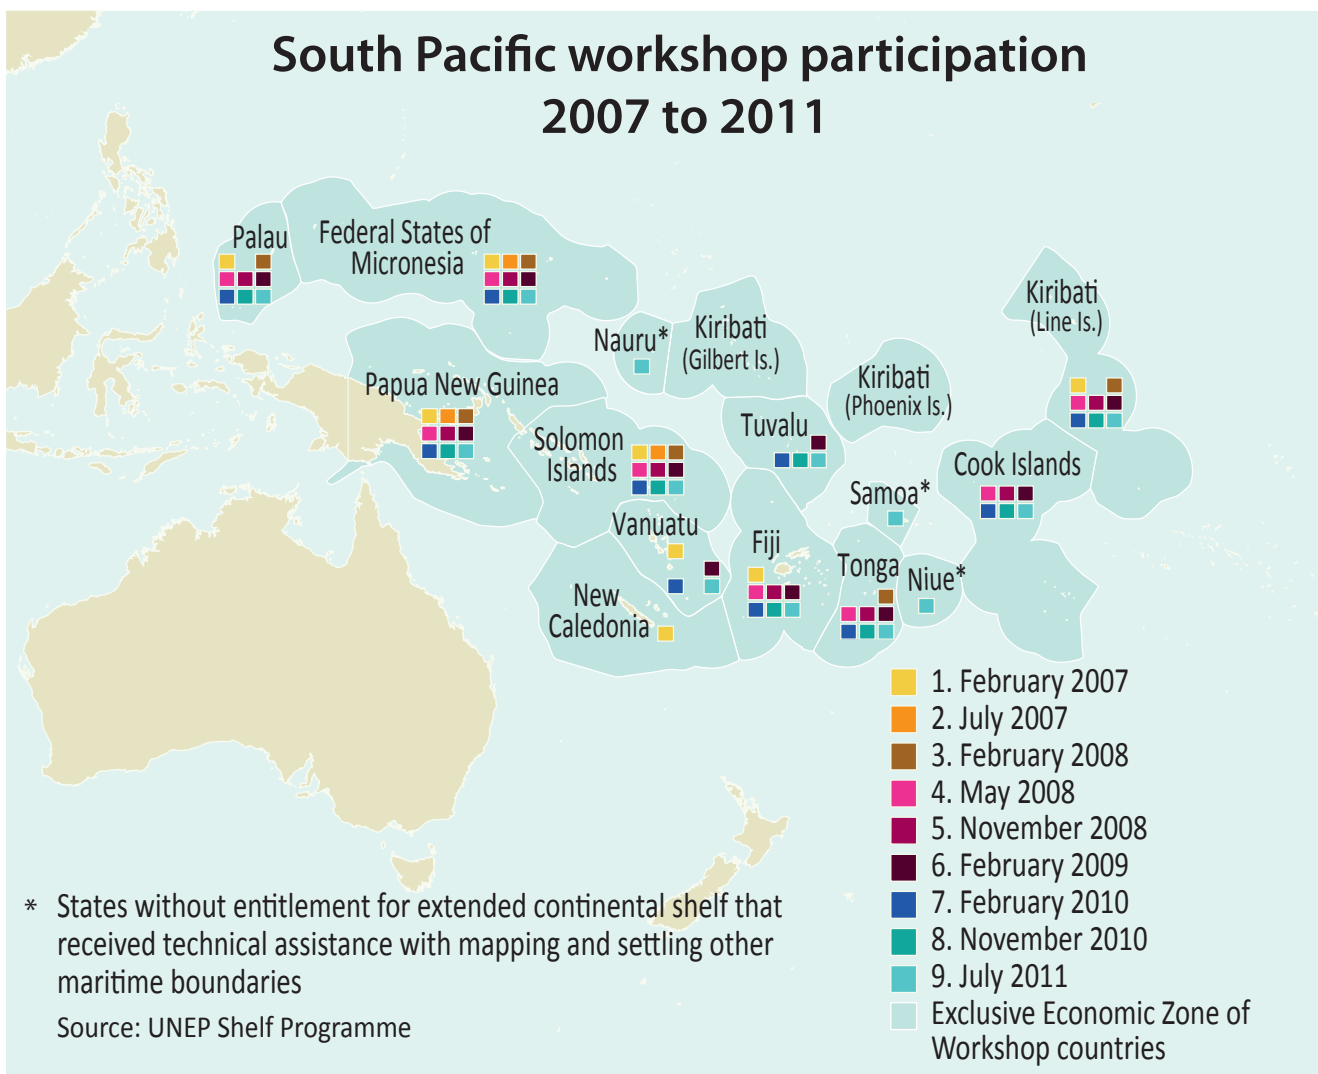 South Pacific workshop participation
2007 to 2011
Palau
Federal States of
Micronesia
Nauru*
Kiribati
(Gilbert Is.)
Kiribati
(Line Is.)
Kiribati
(Phoenix Is.)
Papua New Guinea
Solomon
Islands
Tuvalu
Cook Islands
Samoa*
Vanuatu
Fiji
Tonga
Niue*
New
Caledonia
1. February 2007
2. July 2007
3. February 2008
4. May 2008
5. November 2008
6. February 2009
7. February 2010
8. November 2010
9. July 2011
Exclusive Economic Zone of
Workshop countries
* States without entitlement for extended continental shelf that
received technical assistance with mapping and settling other
maritime boundaries
Source: UNEP Shelf Programme